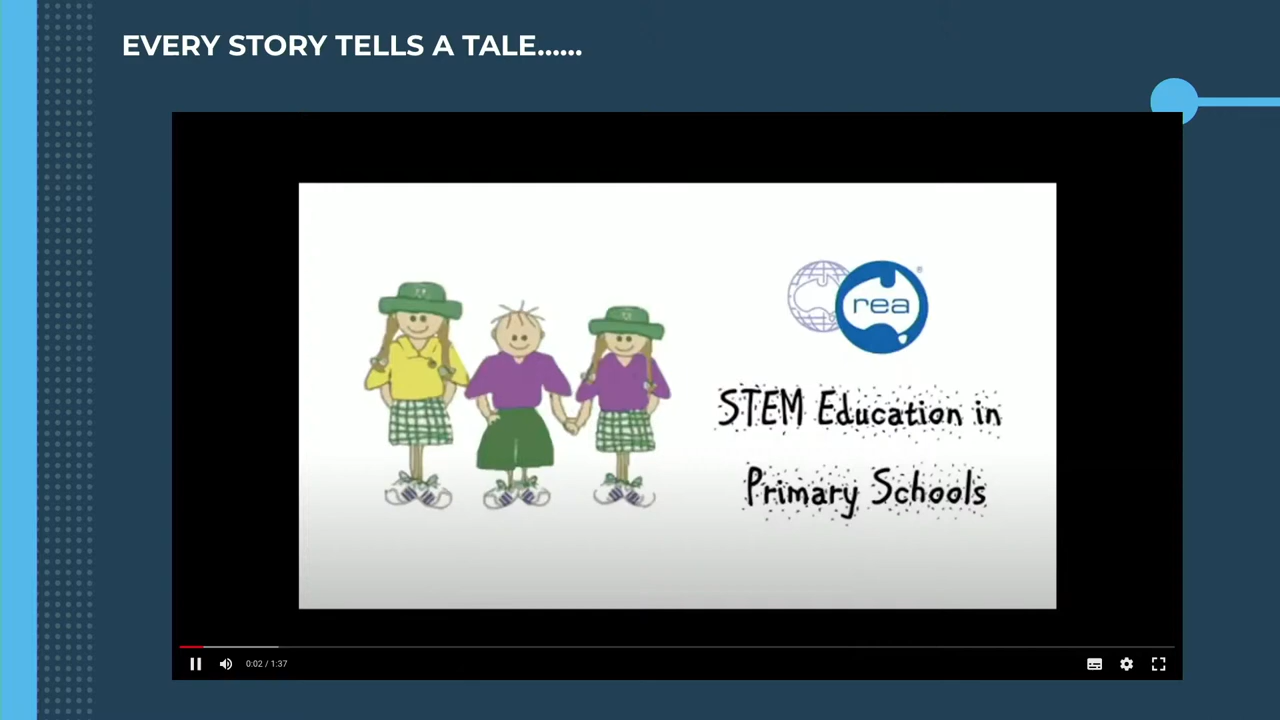 EVERY STORY TELLS A TALE......
rea
®
STEM Education in
Primary Schools
0:02 / 1:37